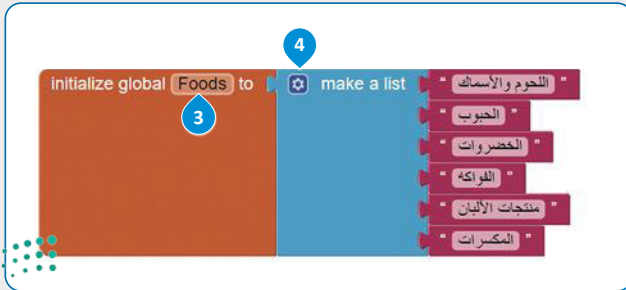 4
initialize global Foods to make a list " اللحوم والأسماك "
3
" الحبوب "
" الخضروات "
" الفواكه "
" منتجات الألبان "
" المكسرات "